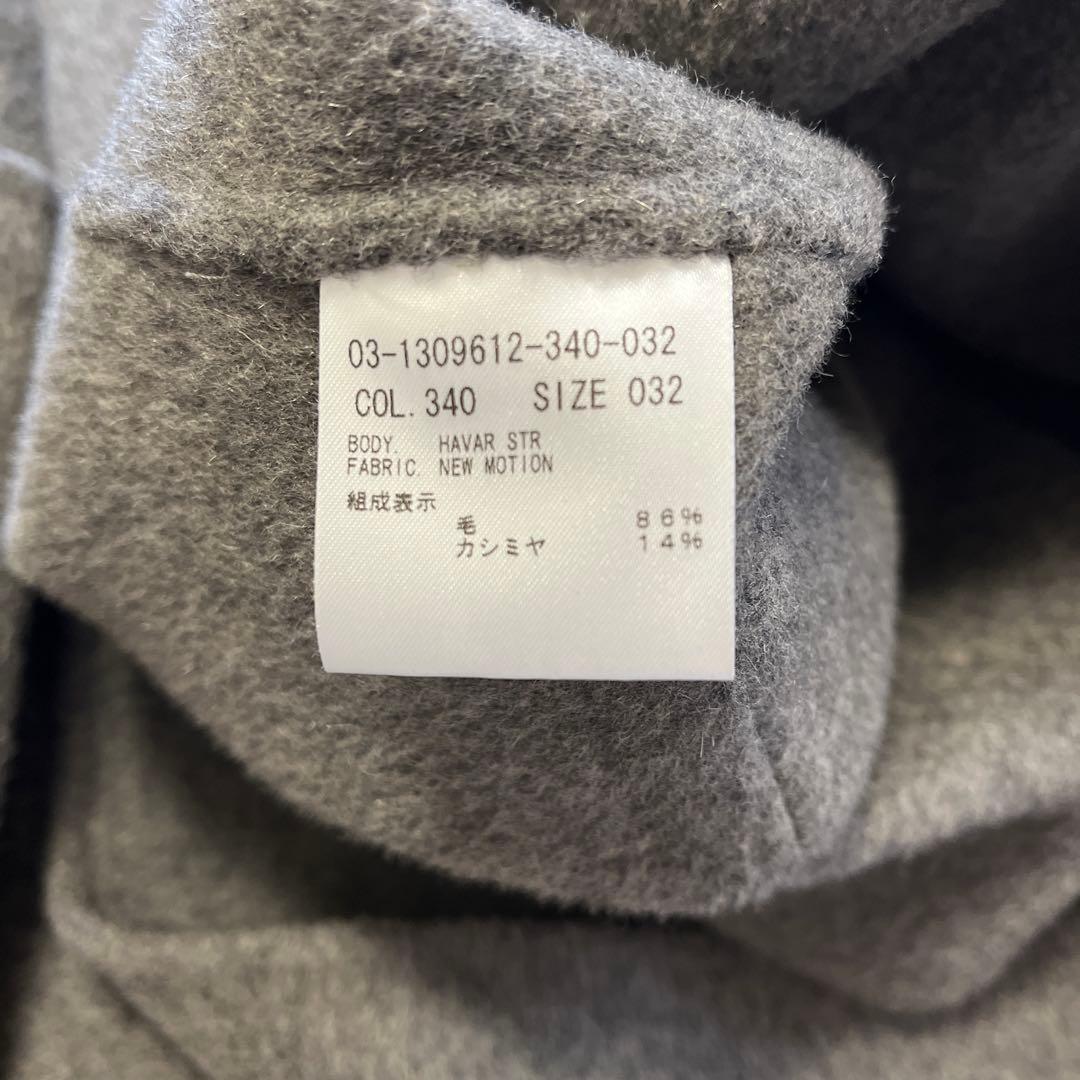 03-1309612-340-032
COL. 340 SIZE 032
BODY. HAVAR STR
FABRIC. NEW MOTION
組成表示
毛 86%
カシミヤ 14%